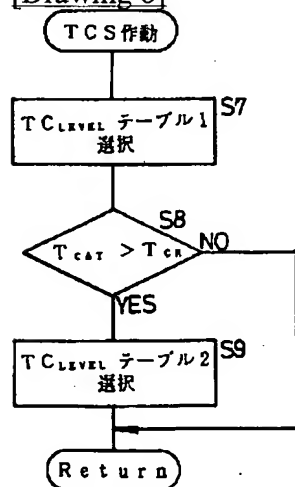 [Drawing 6]
TCS作動
S7
TCLEVEL テーブル1
選択
S8
TCAT > TCR
NO
YES
S9
TCLEVEL テーブル2
選択
Return